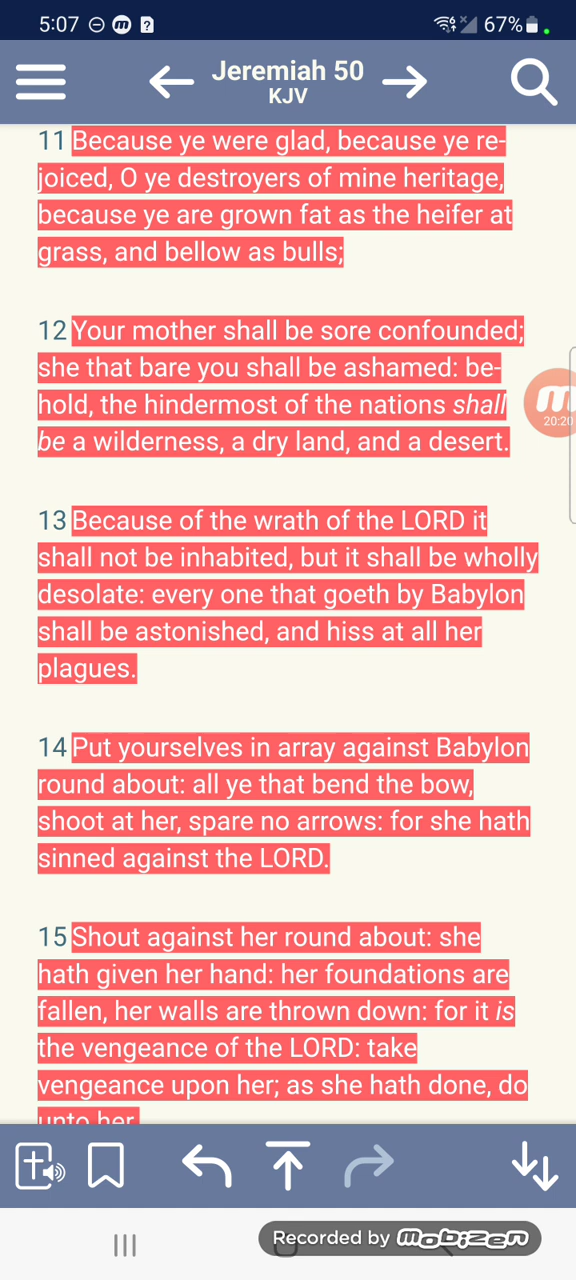 5:07 67%
Jeremiah 50
KJV
11 Because ye were glad, because ye re-
joiced, O ye destroyers of mine heritage,
because ye are grown fat as the heifer at
grass, and bellow as bulls;
12 Your mother shall be sore confounded;
she that bare you shall be ashamed: be-
hold, the hindermost of the nations shall
be a wilderness, a dry land, and a desert.
20:20
13 Because of the wrath of the LORD it
shall not be inhabited, but it shall be wholly
desolate: every one that goeth by Babylon
shall be astonished, and hiss at all her
plagues.
14 Put yourselves in array against Babylon
round about: all ye that bend the bow,
shoot at her, spare no arrows: for she hath
sinned against the LORD.
15 Shout against her round about: she
hath given her hand: her foundations are
fallen, her walls are thrown down: for it is
the vengeance of the LORD: take
vengeance upon her; as she hath done, do
unto her.
Recorded by mobizen